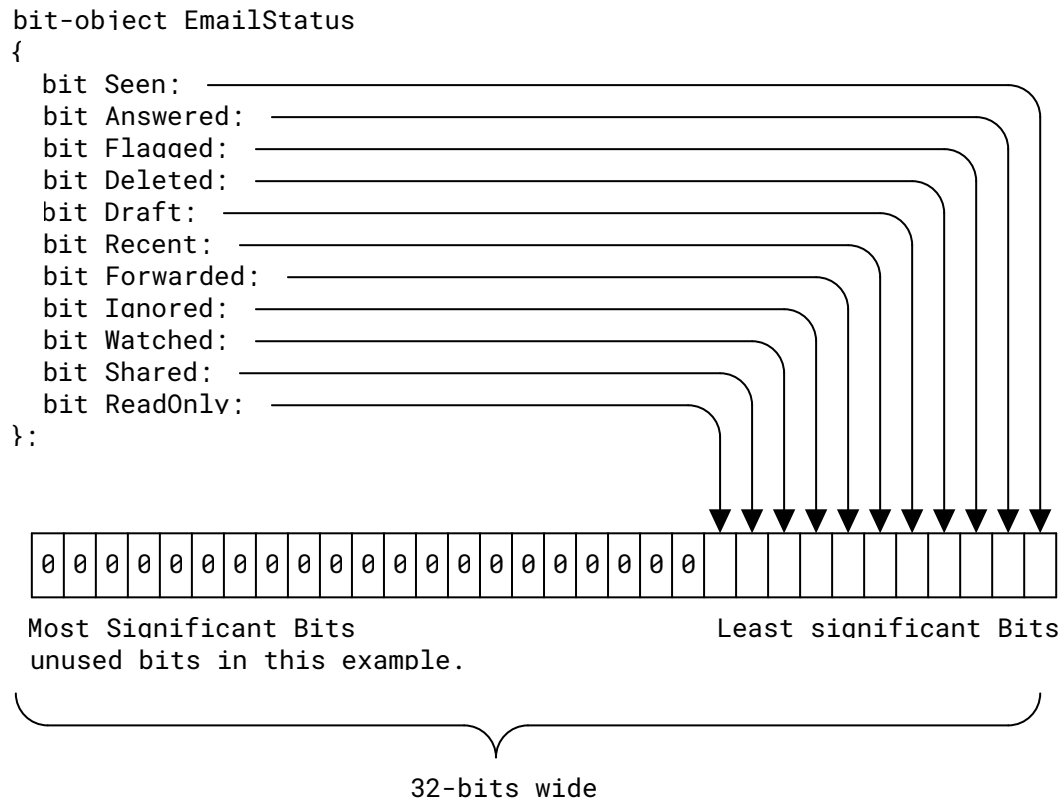 bit-object EmailStatus
{
bit Seen;
bit Answered;
bit Flagged;
bit Deleted;
bit Draft;
bit Recent;
bit Forwarded;
bit Ignored;
bit Watched;
bit Shared;
bit ReadOnly;
};
0 0 0 0 0 0 0 0 0 0 0 0 0 0 0 0 0 0 0 0 0
Most Significant Bits
Least significant Bits
unused bits in this example.
32-bits wide